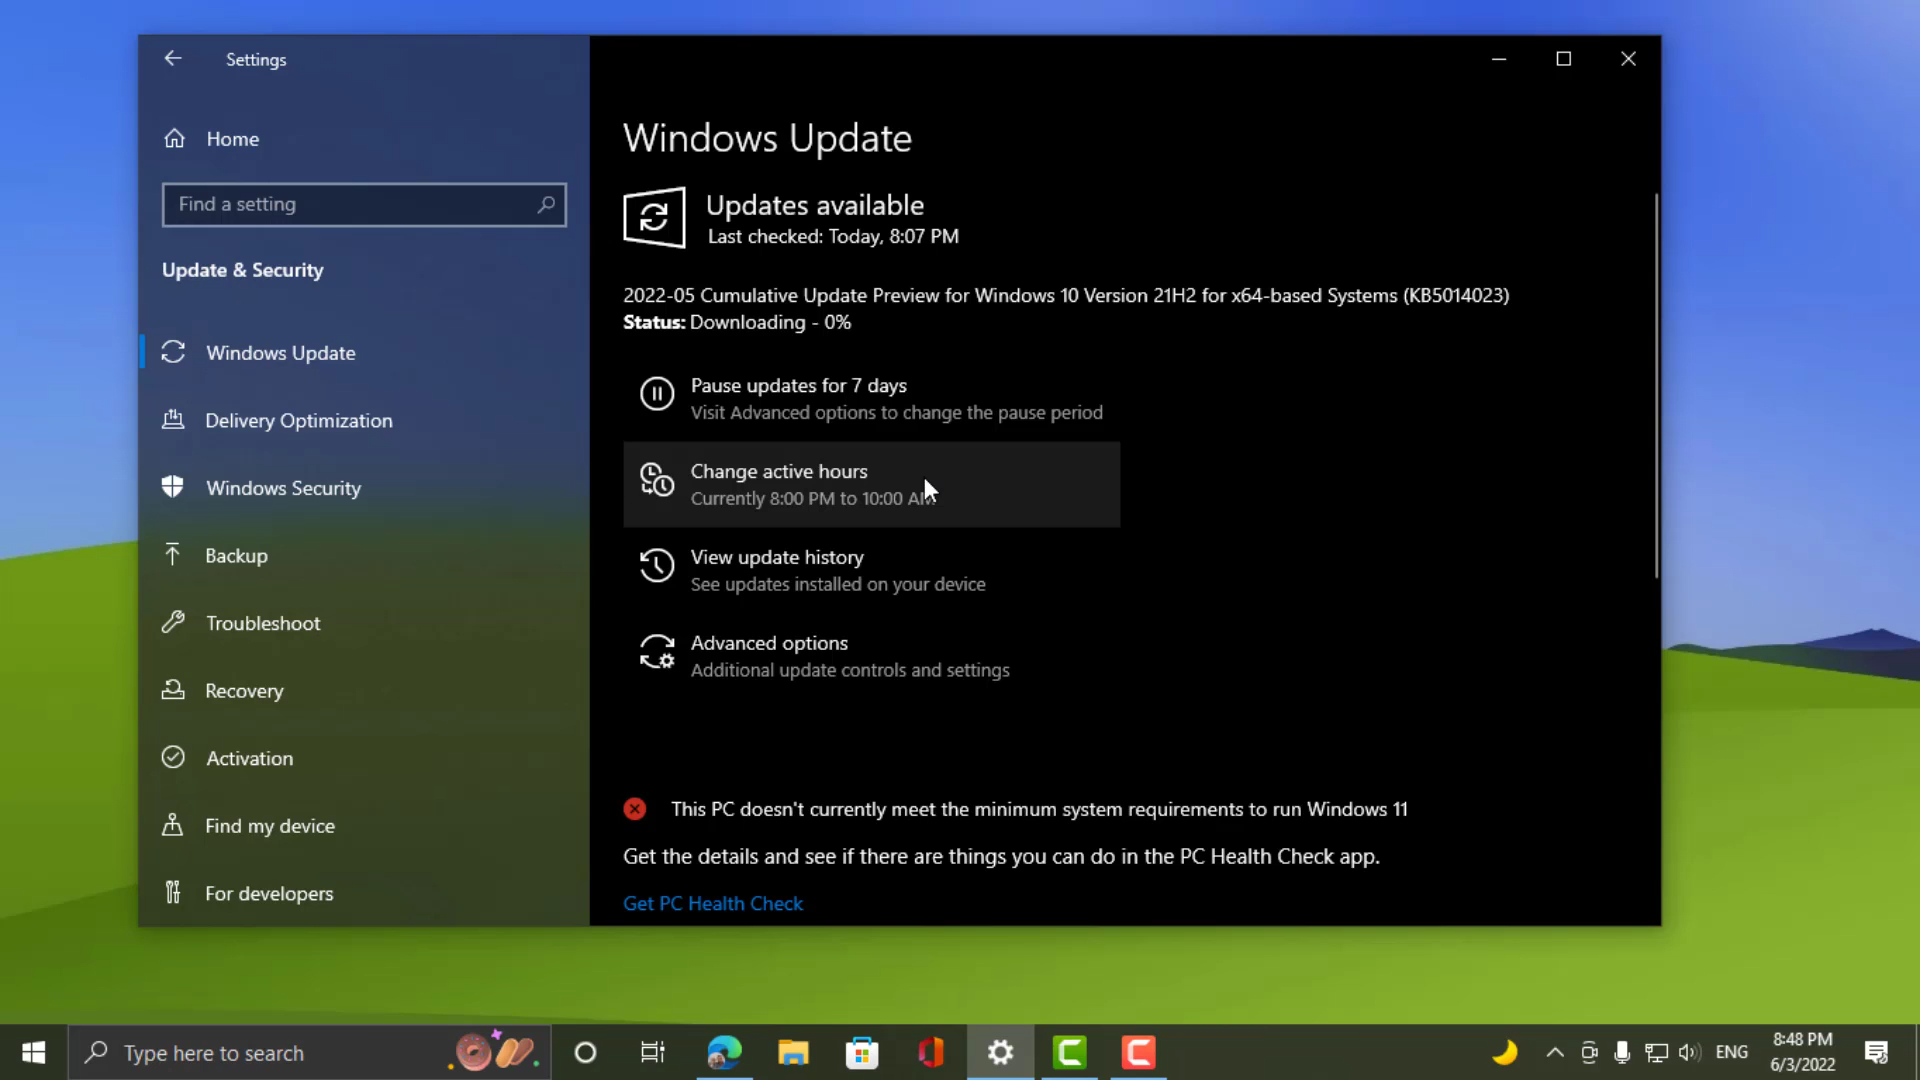 Settings
Home
Find a setting
Update & Security
Windows Update
Delivery Optimization
Windows Security
Backup
Troubleshoot
Recovery
Activation
Find my device
For developers
Windows Update
Updates available
Last checked: Today, 8:07 PM
2022-05 Cumulative Update Preview for Windows 10 Version 21H2 for x64-based Systems (KB5014023)
Status: Downloading - 0%
Pause updates for 7 days
Visit Advanced options to change the pause period
Change active hours
Currently 8:00 PM to 10:00 AM
View update history
See updates installed on your device
Advanced options
Additional update controls and settings
This PC doesn't currently meet the minimum system requirements to run Windows 11
Get the details and see if there are things you can do in the PC Health Check app.
Get PC Health Check
Type here to search
ENG
8:48 PM
6/3/2022